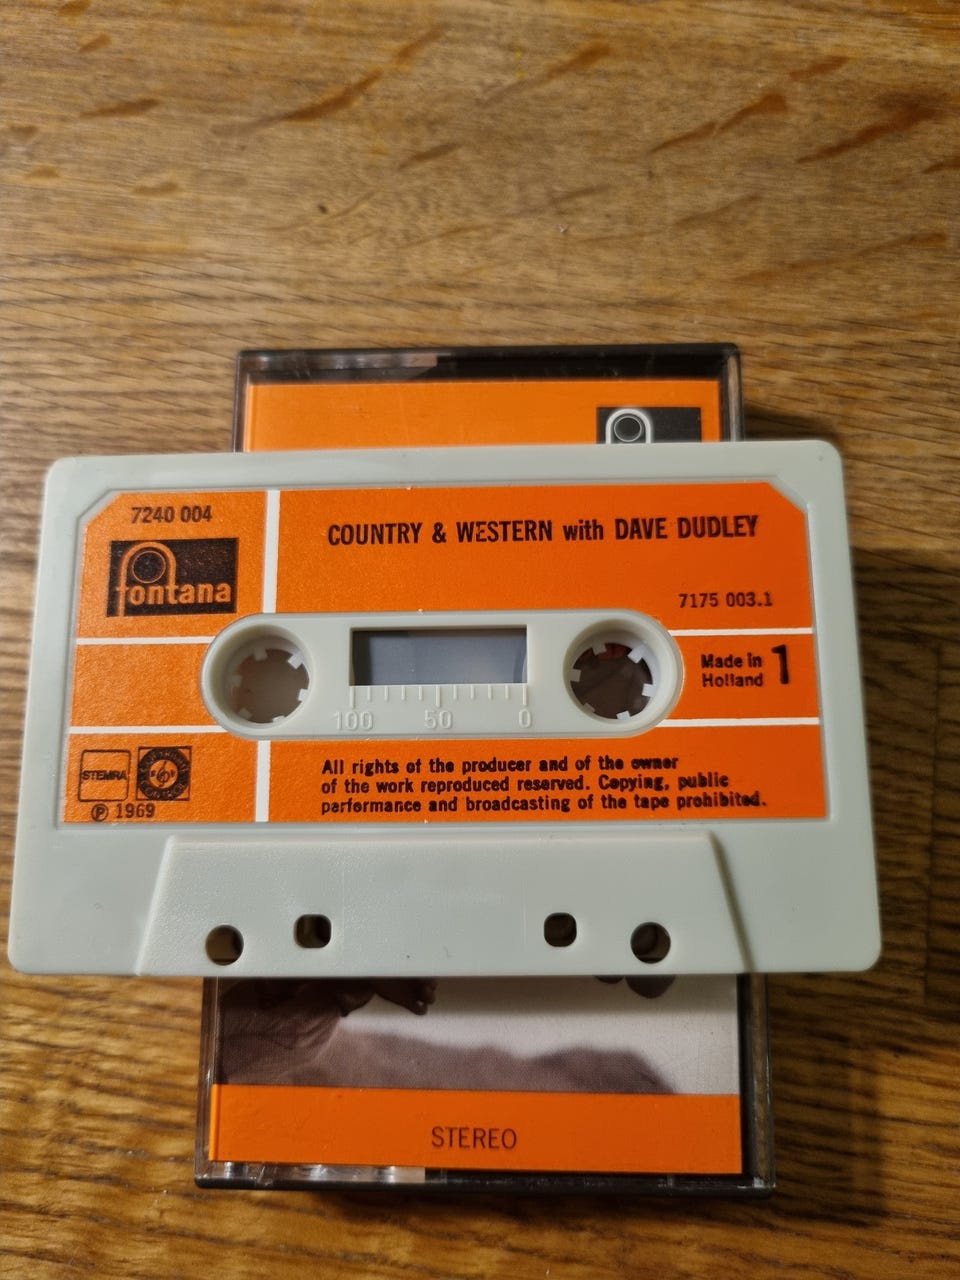 7240 004
fontana
COUNTRY & WESTERN with DAVE DUDLEY
7175 003.1
Made in
Holland
1
100 50 0
STEMRA
All rights of the producer and of the owner
of the work reproduced reserved. Copying, public
performance and broadcasting of the tape prohibited.
℗ 1969
STEREO